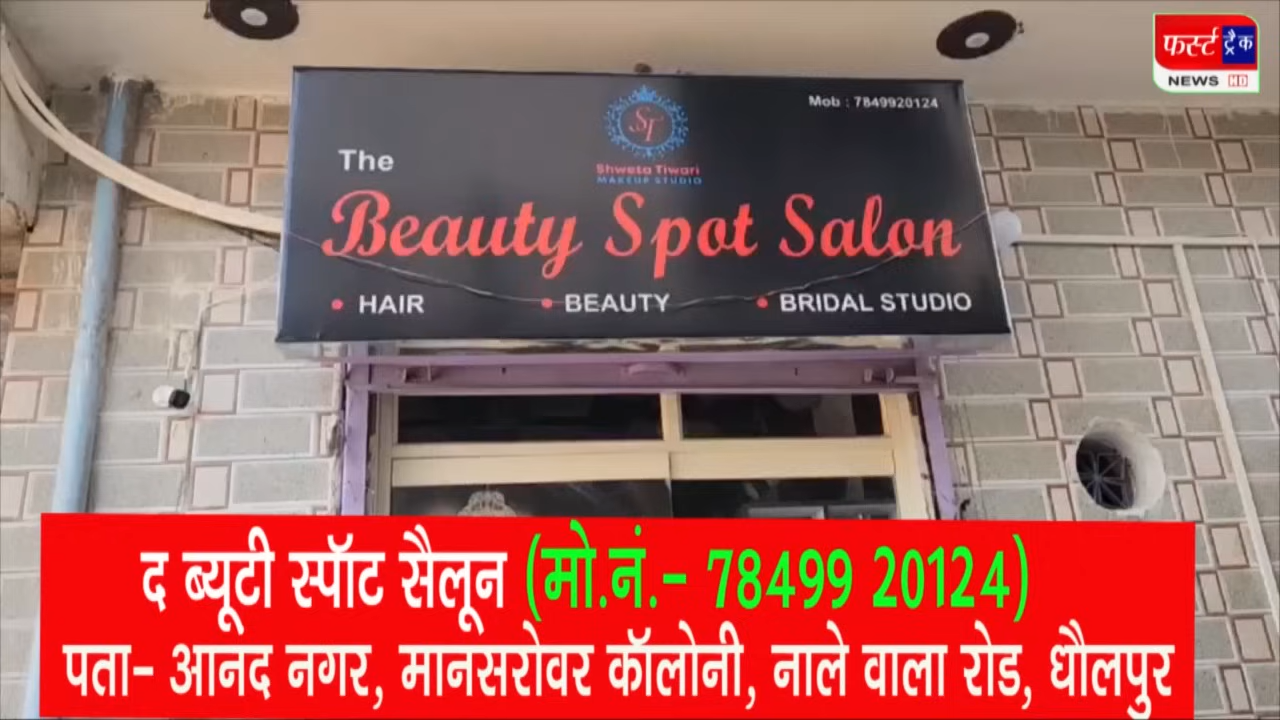 फर्स्ट ट्रैक
NEWS HD
Mob : 7849920124
ST
Shweta Tiwari
MAKEUP STUDIO
The
Beauty Spot Salon
• HAIR • BEAUTY • BRIDAL STUDIO
द ब्यूटी स्पॉट सैलून (मो.नं.- 78499 20124)
पता- आनद नगर, मानसरोवर कॉलोनी, नाले वाला रोड, धौलपुर